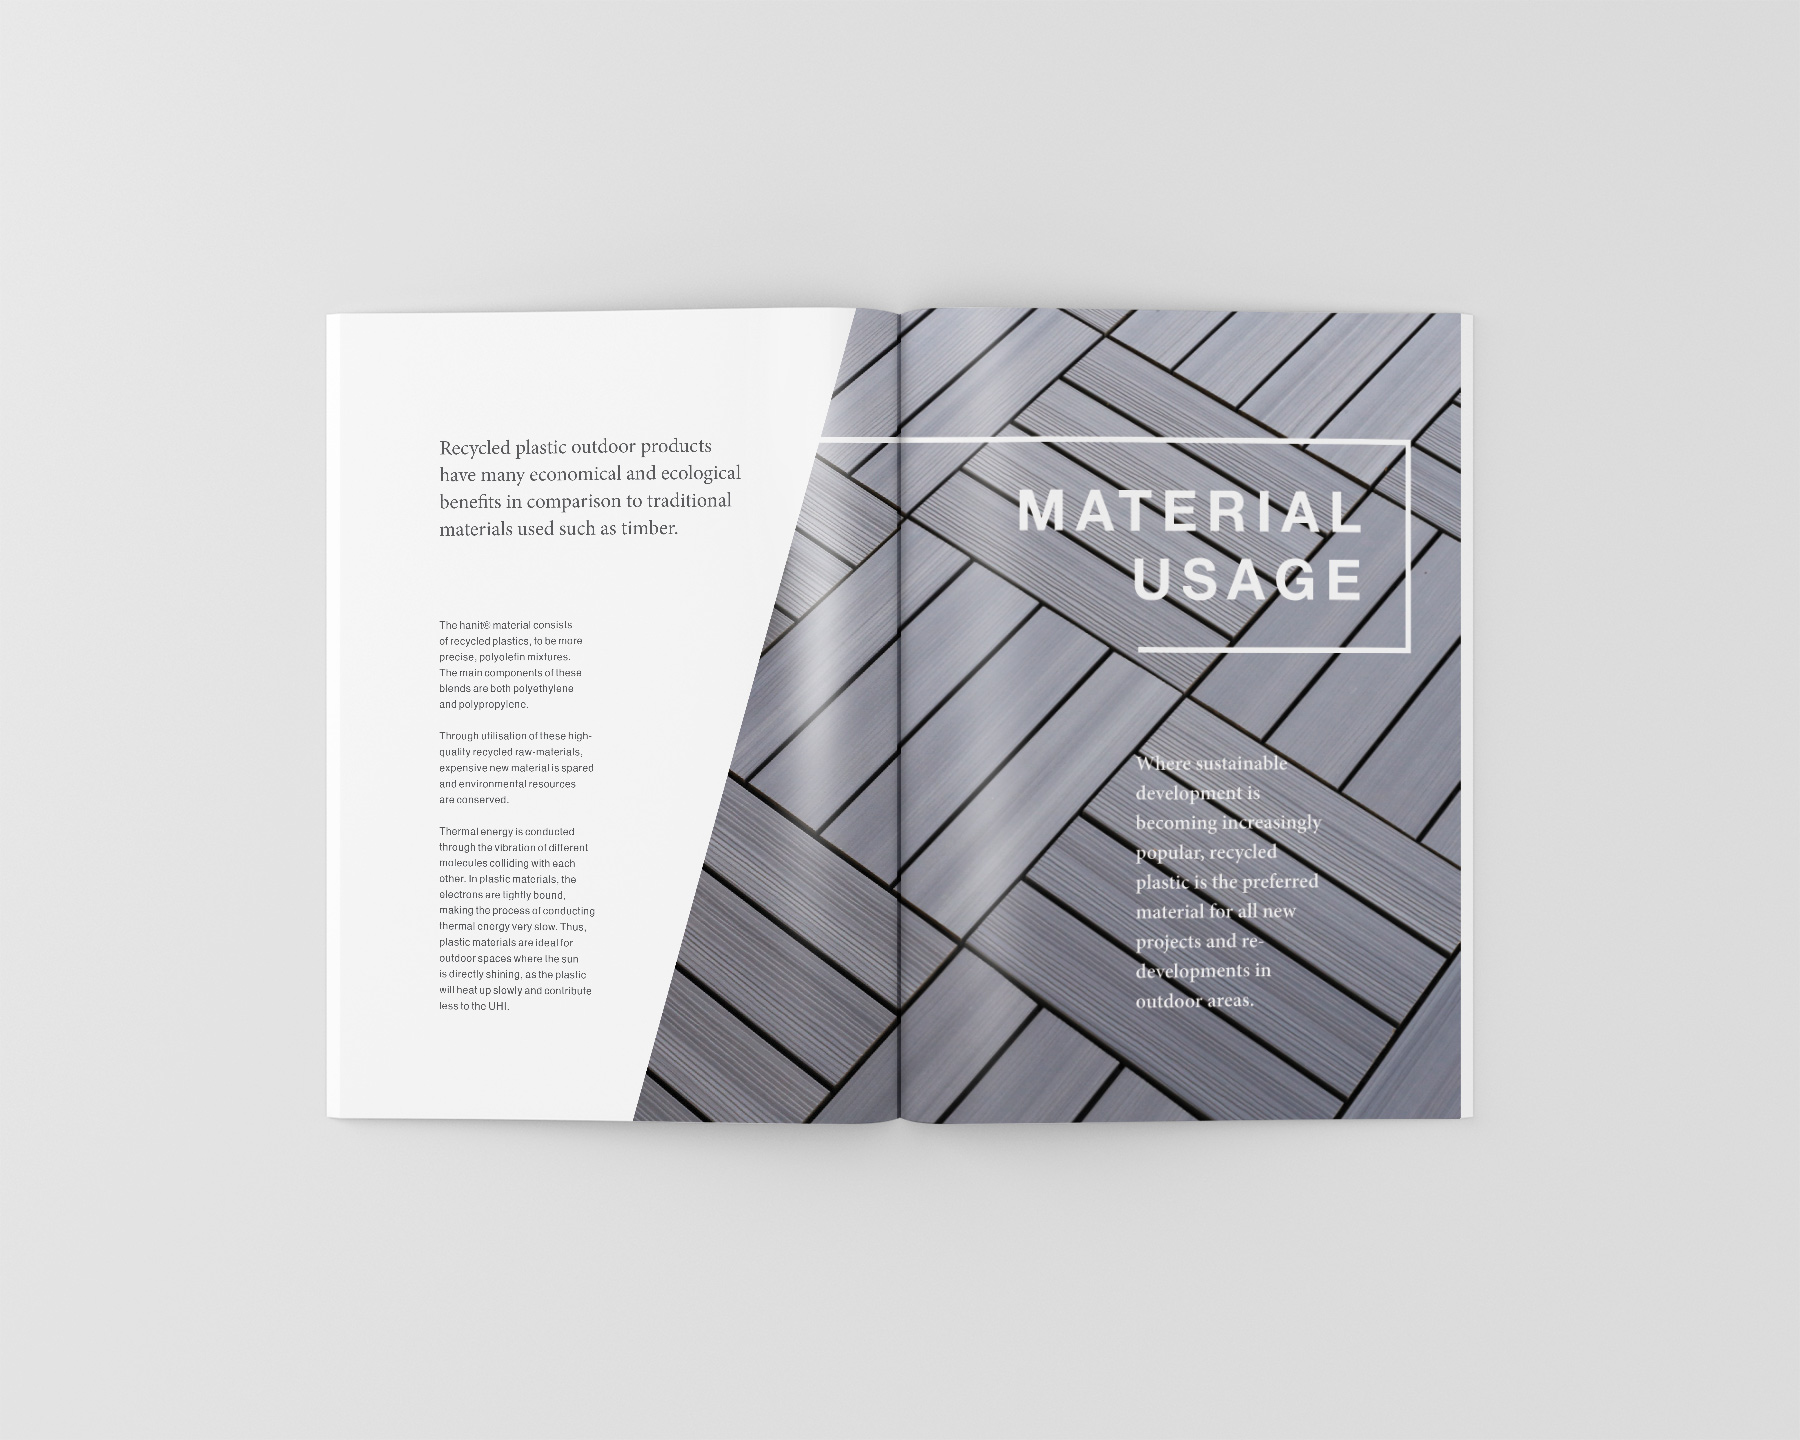 Recycled plastic outdoor products
have many economical and ecological
benefits in comparison to traditional
materials used such as timber.
The hanit® material consists
of recycled plastics, to be more
precise, polyolefin mixtures.
The main components of these
blends are both polyethylene
and polypropylene.
Through utilisation of these high-
quality recycled raw-materials,
expensive new material is spared
and environmental resources
are conserved.
Thermal energy is conducted
through the vibration of different
molecules colliding with each
other. In plastic materials, the
electrons are tightly bound,
making the process of conducting
thermal energy very slow. Thus,
plastic materials are ideal for
outdoor spaces where the sun
is directly shining, as the plastic
will heat up slowly and contribute
less to the UHI.
MATERIAL
USAGE
Where sustainable
development is
becoming increasingly
popular, recycled
plastic is the preferred
material for all new
projects and re-
developments in
outdoor areas.